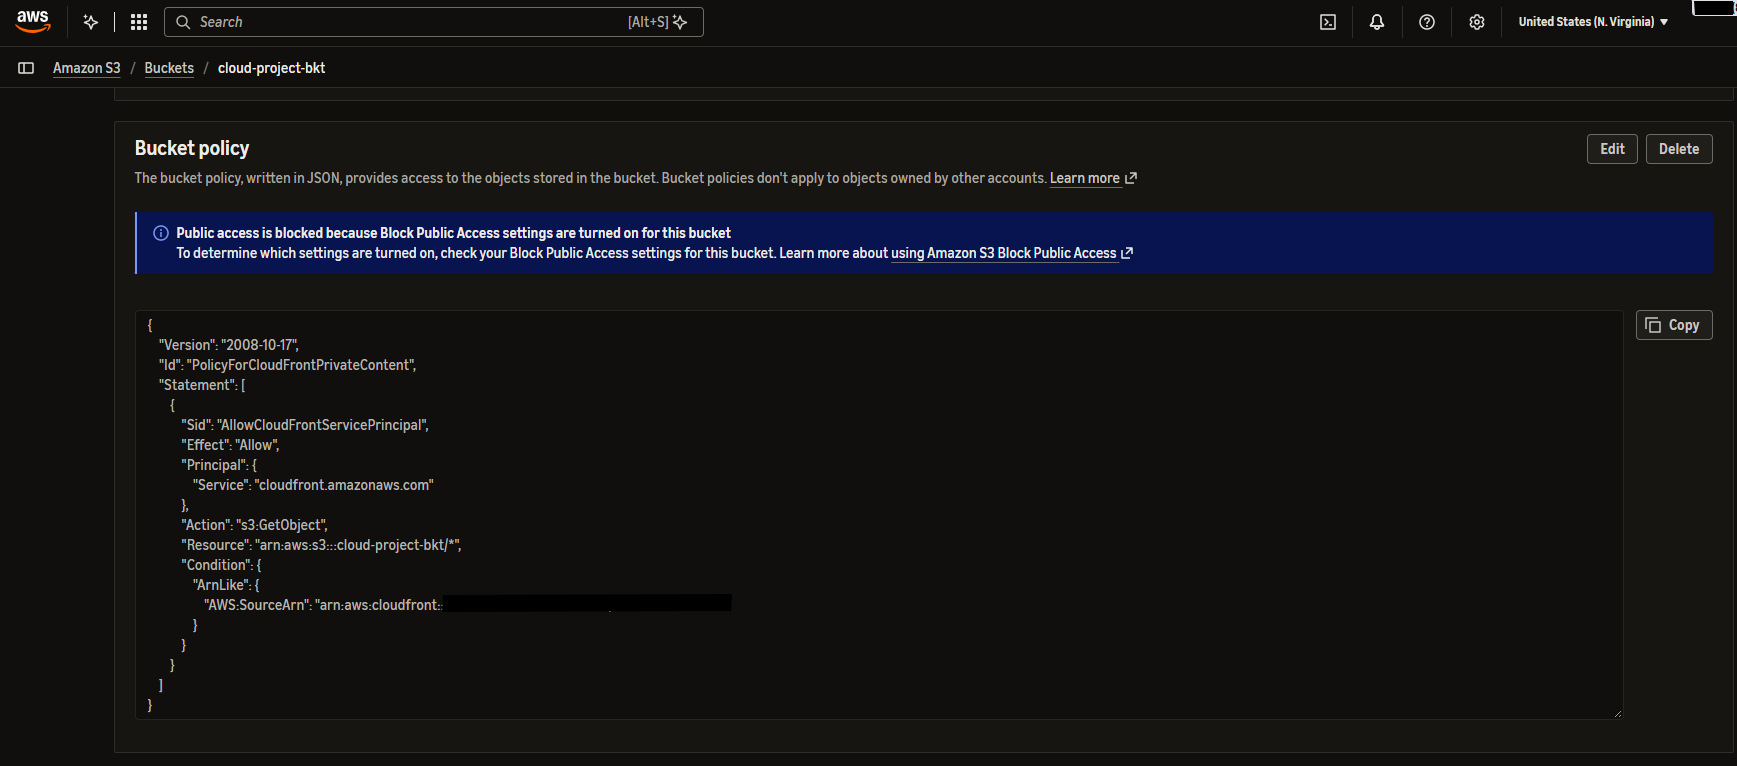 aws
Search [Alt+S]
United States (N. Virginia)
Amazon S3 / Buckets / cloud-project-bkt
Bucket policy
Edit
Delete
The bucket policy, written in JSON, provides access to the objects stored in the bucket. Bucket policies don't apply to objects owned by other accounts. Learn more
Public access is blocked because Block Public Access settings are turned on for this bucket
To determine which settings are turned on, check your Block Public Access settings for this bucket. Learn more about using Amazon S3 Block Public Access
Copy
{
"Version": "2008-10-17",
"Id": "PolicyForCloudFrontPrivateContent",
"Statement": [
{
"Sid": "AllowCloudFrontServicePrincipal",
"Effect": "Allow",
"Principal": {
"Service": "cloudfront.amazonaws.com"
},
"Action": "s3:GetObject",
"Resource": "arn:aws:s3:::cloud-project-bkt/*",
"Condition": {
"ArnLike": {
"AWS:SourceArn": "arn:aws:cloudfront::
}
}
}
]
}